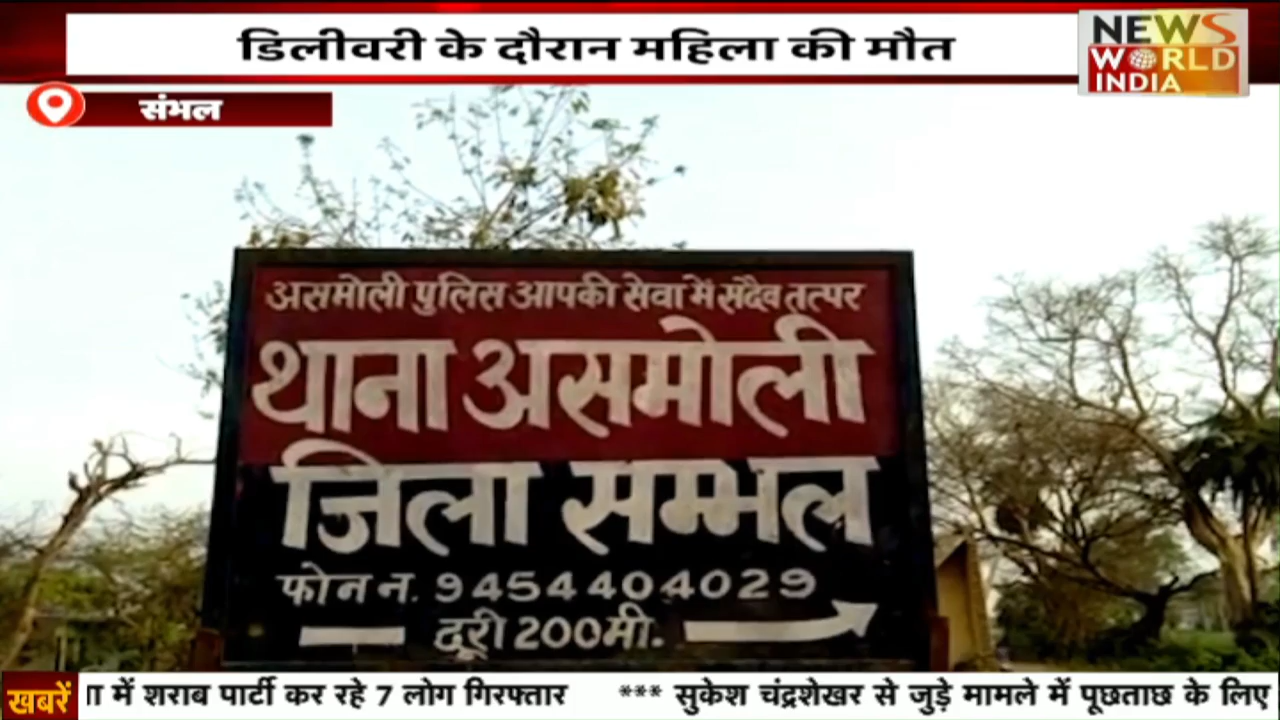 डिलीवरी के दौरान महिला की मौत
NEWS
WORLD
INDIA
संभल
असमोली पुलिस आपकी सेवा में सदैव तत्पर
थाना असमोली
जिला सम्भल
फोन न. 9454404029
दूरी 200मी.
खबरें
में शराब पार्टी कर रहे 7 लोग गिरफ्तार *** सुकेश चंद्रशेखर से जुड़े मामले में पूछताछ के लिए